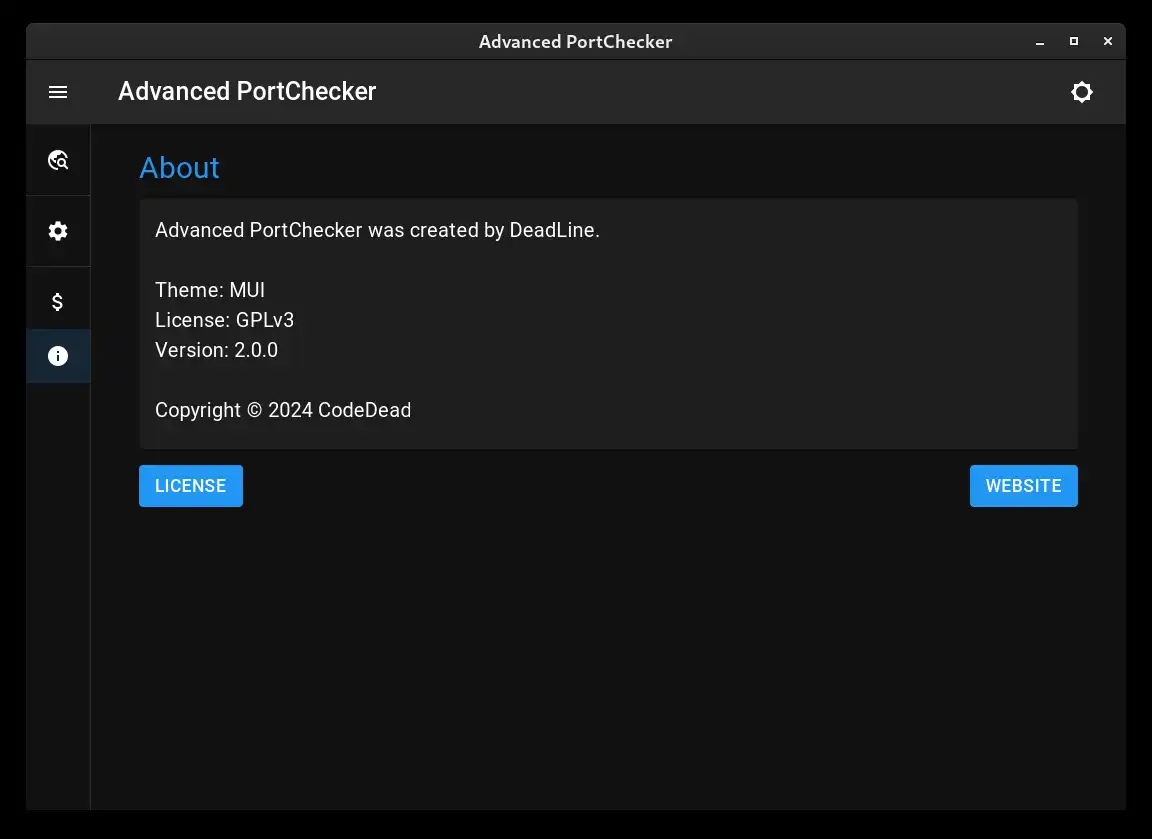 Advanced PortChecker
Advanced PortChecker
About
Advanced PortChecker was created by DeadLine.
Theme: MUI
License: GPLv3
Version: 2.0.0
Copyright © 2024 CodeDead
LICENSE
WEBSITE